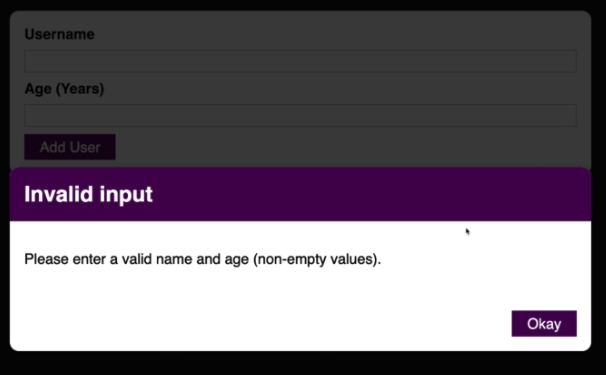 Username
Age (Years)
Add User
Invalid input
Please enter a valid name and age (non-empty values).
Okay